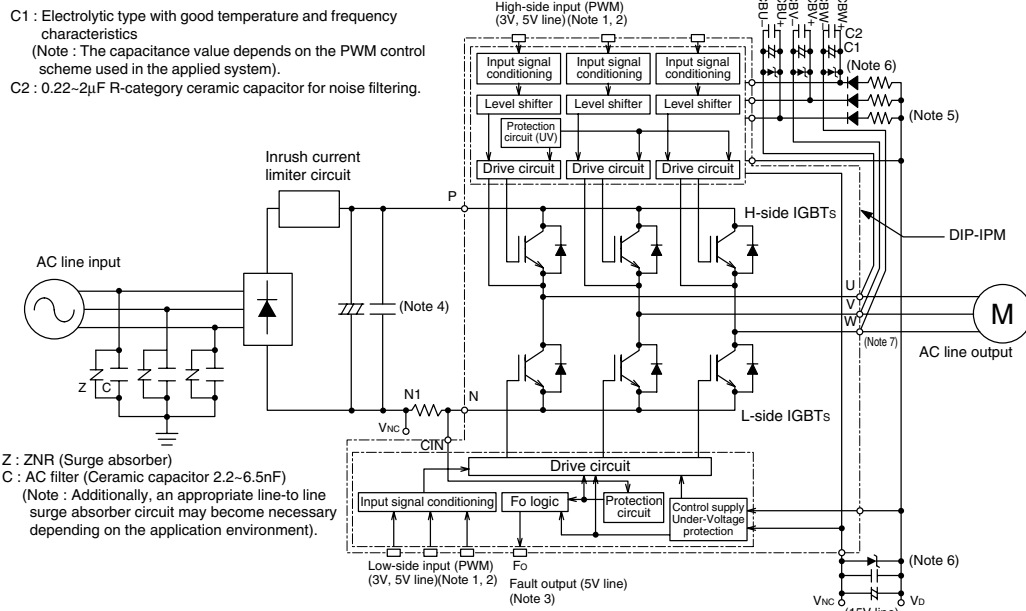 C1 : Electrolytic type with good temperature and frequency
characteristics
(Note : The capacitance value depends on the PWM control
scheme used in the applied system).
C2 : 0.22~2μF R-category ceramic capacitor for noise filtering.
High-side input (PWM)
(3V, 5V line)(Note 1, 2)
CBU–
CBU+
CBV–
CBV+
CBW–
CBW+
C2
C1
(Note 6)
(Note 5)
Input signal
conditioning
Input signal
conditioning
Input signal
conditioning
Level shifter
Level shifter
Level shifter
Protection
circuit (UV)
Drive circuit
Drive circuit
Drive circuit
Inrush current
limiter circuit
P
H-side IGBTs
DIP-IPM
AC line input
(Note 4)
U
V
W
(Note 7)
M
AC line output
Z
C
N1
N
VNC
CIN
L-side IGBTs
Z : ZNR (Surge absorber)
C : AC filter (Ceramic capacitor 2.2~6.5nF)
(Note : Additionally, an appropriate line-to line
surge absorber circuit may become necessary
depending on the application environment).
Drive circuit
Input signal conditioning
Fo logic
Protection
circuit
Control supply
Under-Voltage
protection
Low-side input (PWM)
(3V, 5V line)(Note 1, 2)
Fo
Fault output (5V line)
(Note 3)
(Note 6)
VNC
VD
(15V line)